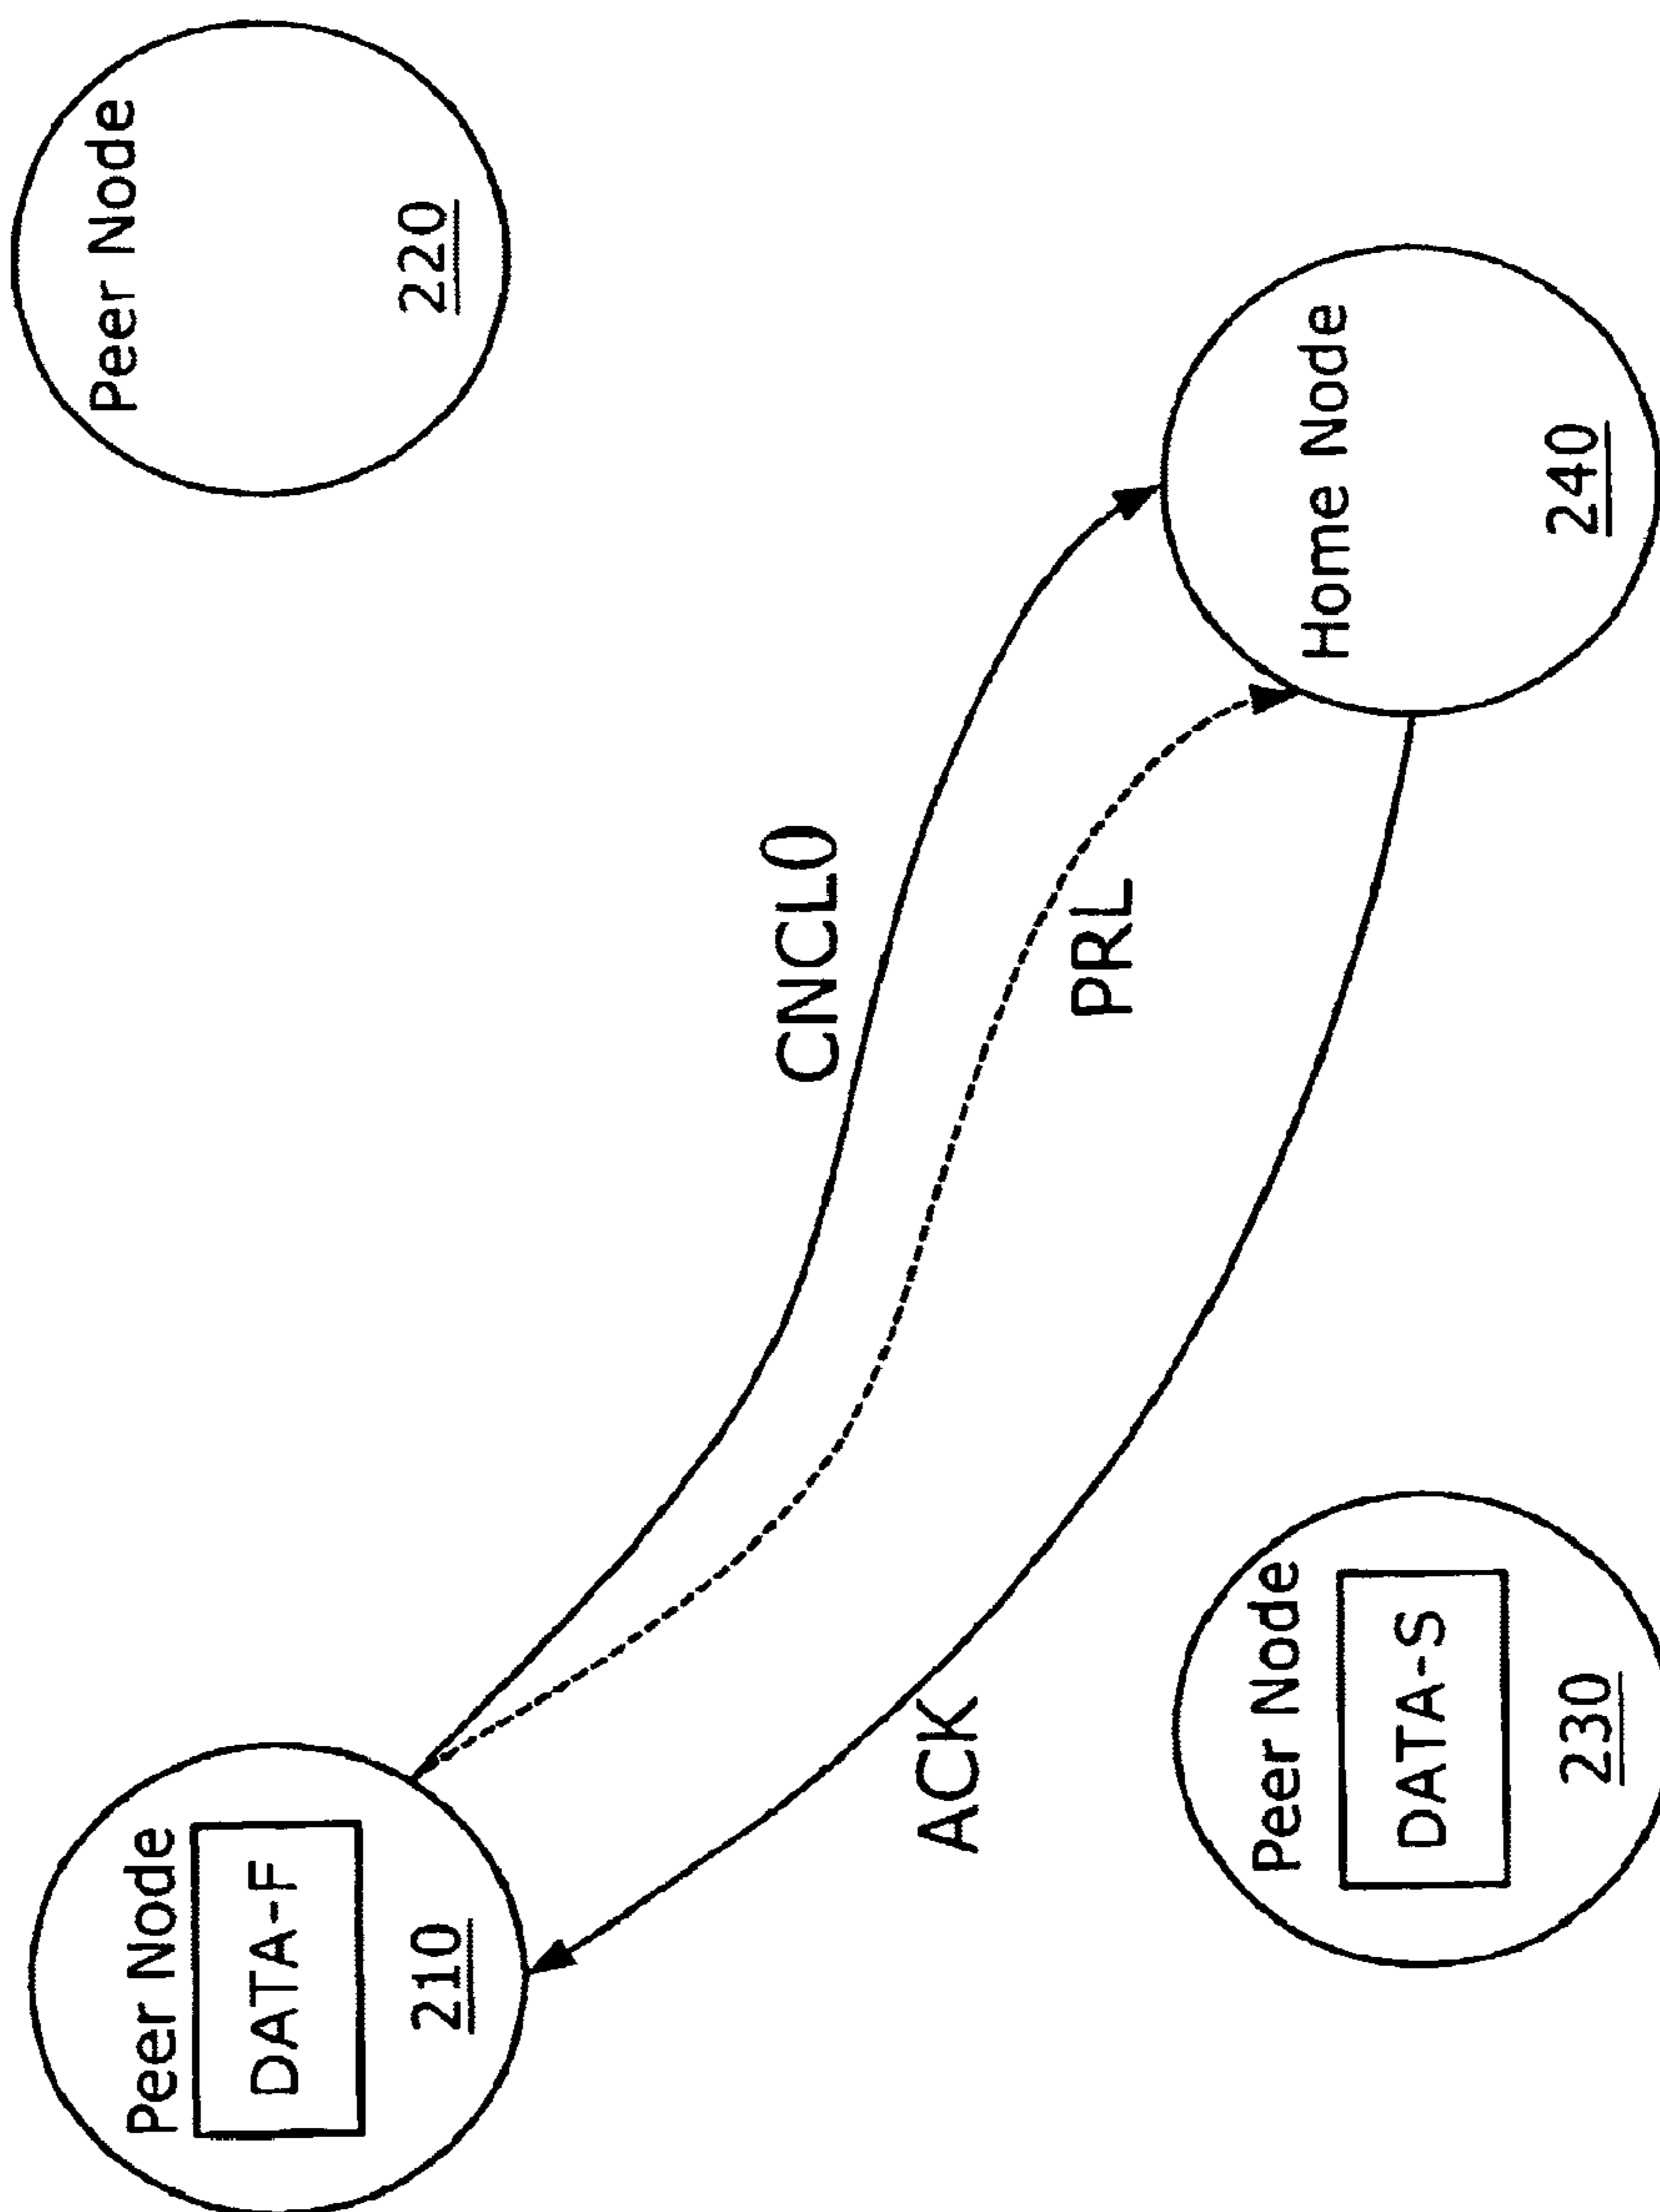 Peer Node
DATA-F
210
Peer Node
220
CNCL0
PRL
ACK
Peer Node
DATA-S
230
Home Node
240